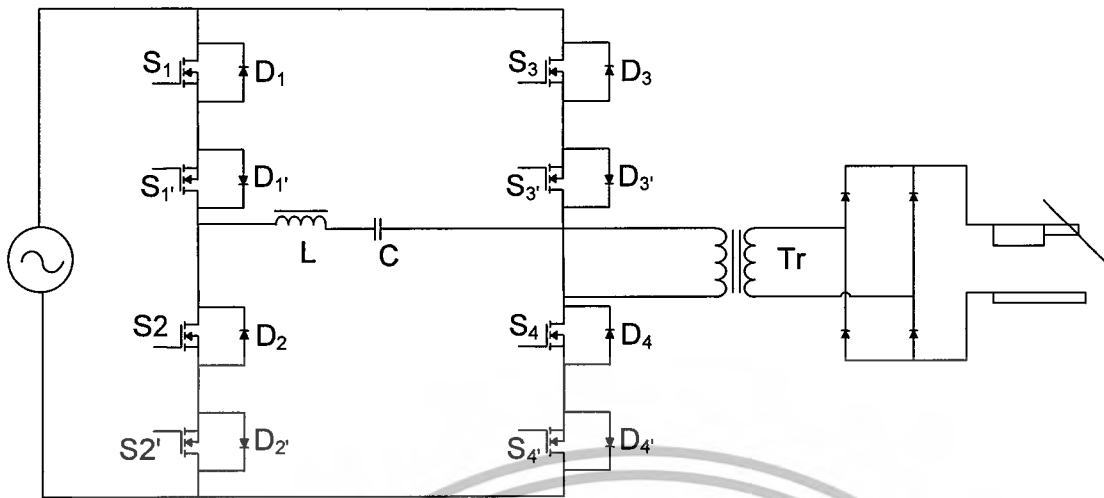 S1 D1 S3 D3
S1' D1' S3' D3'
L C Tr
S2 D2 S4 D4
S2' D2' S4' D4'